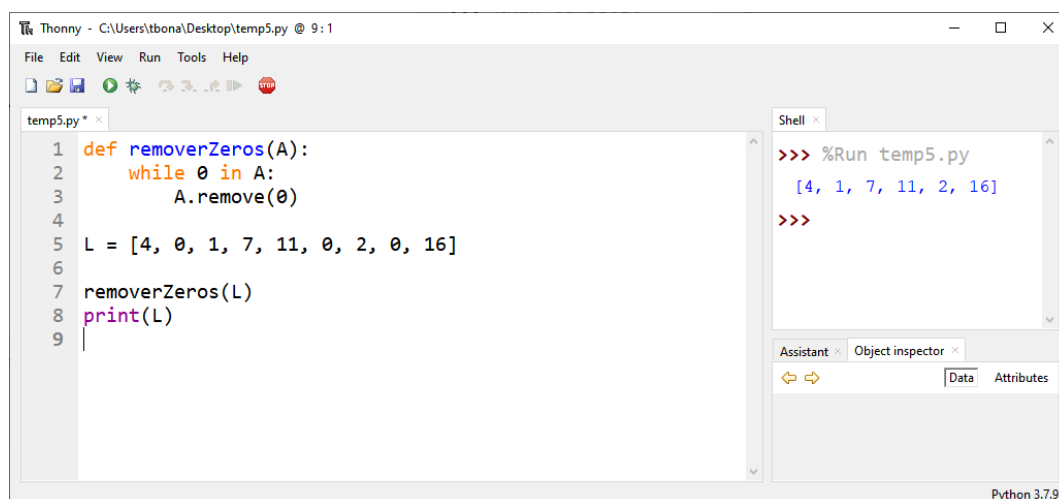 Thonny - C:\Users\tbona\Desktop\temp5.py @ 9 : 1
File Edit View Run Tools Help
STOP
temp5.py * ×
1 def removerZeros(A):
2     while 0 in A:
3         A.remove(0)
4
5 L = [4, 0, 1, 7, 11, 0, 2, 0, 16]
6
7 removerZeros(L)
8 print(L)
9
Shell ×
>>> %Run temp5.py
[4, 1, 7, 11, 2, 16]
>>>
Assistant × Object inspector ×
Data Attributes
Python 3.7.9